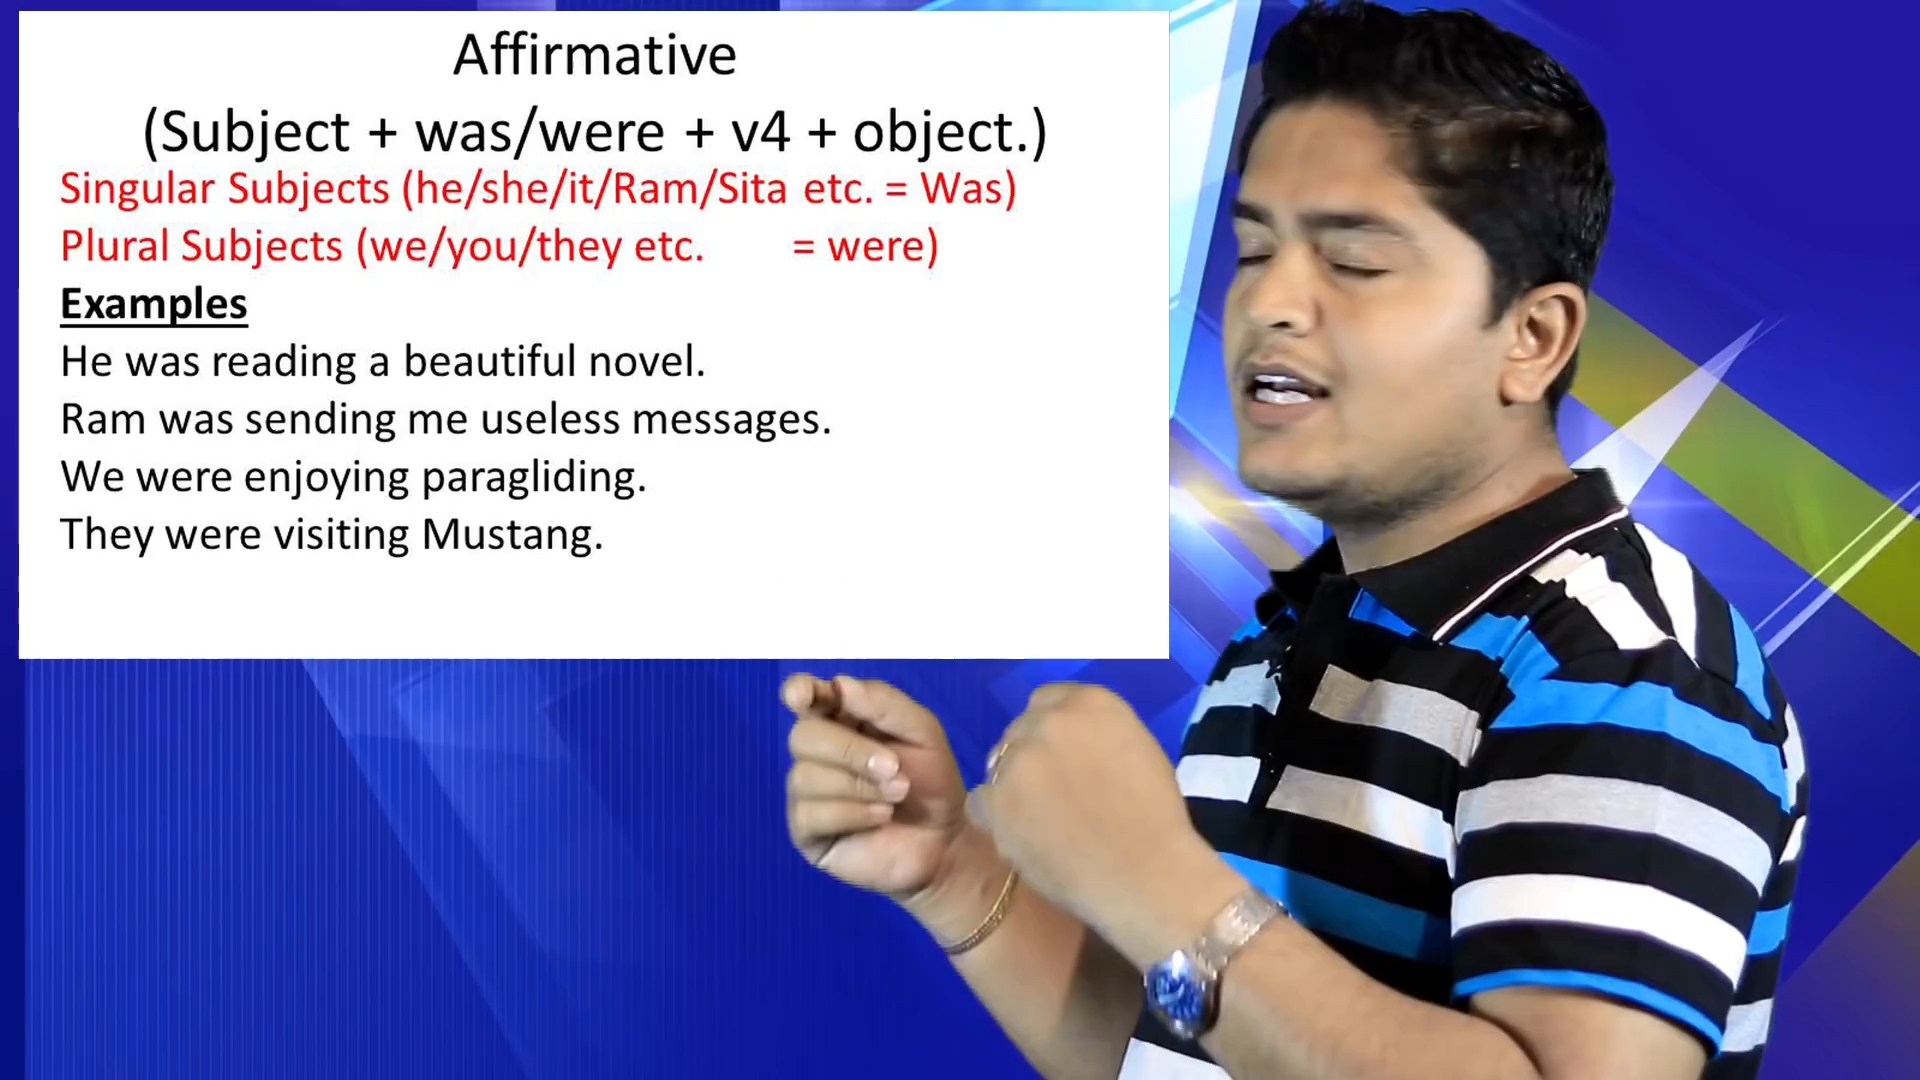 Affirmative
(Subject + was/were + v4 + object.)
Singular Subjects (he/she/it/Ram/Sita etc. = Was)
Plural Subjects (we/you/they etc. = were)
Examples
He was reading a beautiful novel.
Ram was sending me useless messages.
We were enjoying paragliding.
They were visiting Mustang.